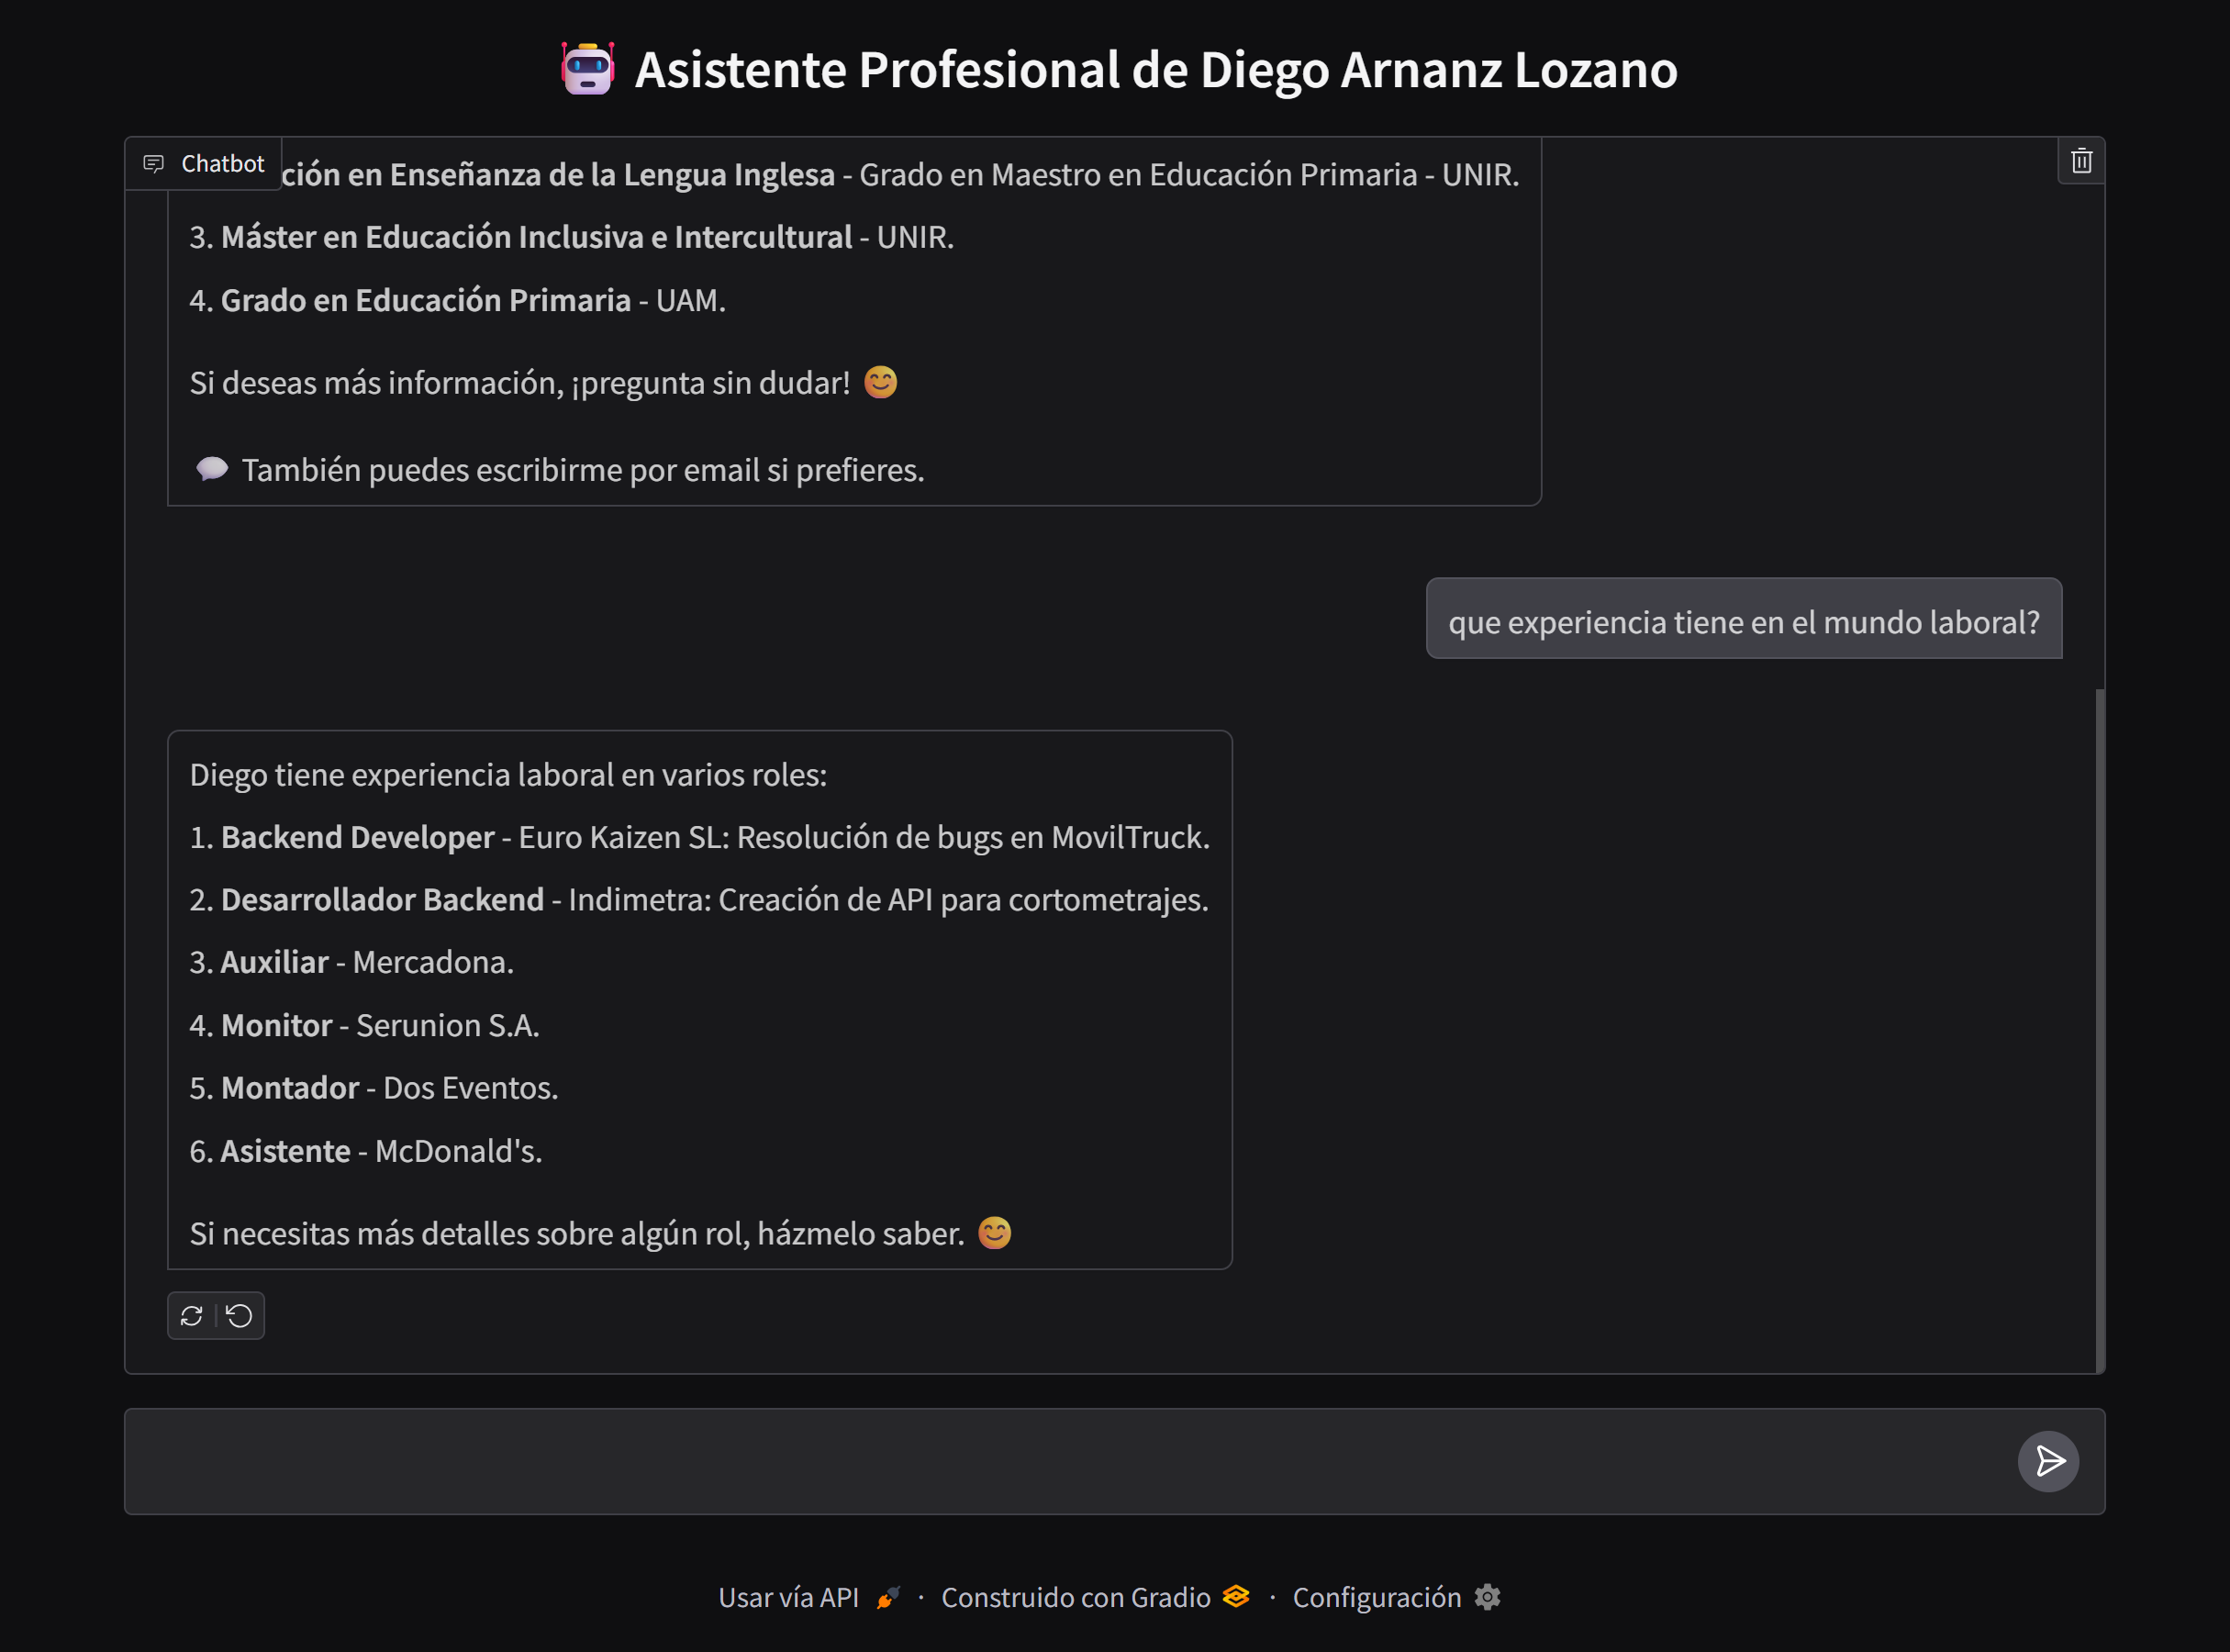 Asistente Profesional de Diego Arnanz Lozano
Chatbot
ción en Enseñanza de la Lengua Inglesa - Grado en Maestro en Educación Primaria - UNIR.
3. Máster en Educación Inclusiva e Intercultural - UNIR.
4. Grado en Educación Primaria - UAM.
Si deseas más información, ¡pregunta sin dudar!
También puedes escribirme por email si prefieres.
que experiencia tiene en el mundo laboral?
Diego tiene experiencia laboral en varios roles:
1. Backend Developer - Euro Kaizen SL: Resolución de bugs en MovilTruck.
2. Desarrollador Backend - Indimetra: Creación de API para cortometrajes.
3. Auxiliar - Mercadona.
4. Monitor - Serunion S.A.
5. Montador - Dos Eventos.
6. Asistente - McDonald's.
Si necesitas más detalles sobre algún rol, házmelo saber.
Usar vía API · Construido con Gradio · Configuración